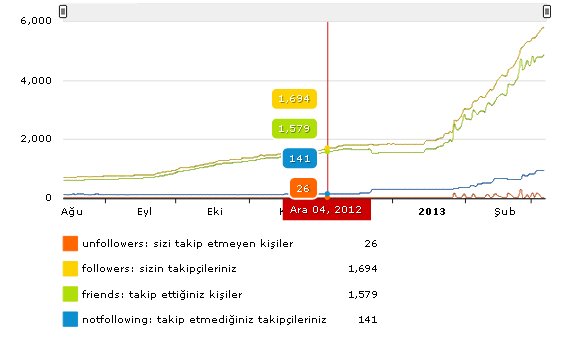 6,000
4,000
2,000
0
1,694
1,579
141
26
Ara 04, 2012
Ağu Eyl Eki K 2013 Şub
unfollowers: sizi takip etmeyen kişiler 26
followers: sizin takipçileriniz 1,694
friends: takip ettiğiniz kişiler 1,579
notfollowing: takip etmediğiniz takipçileriniz 141